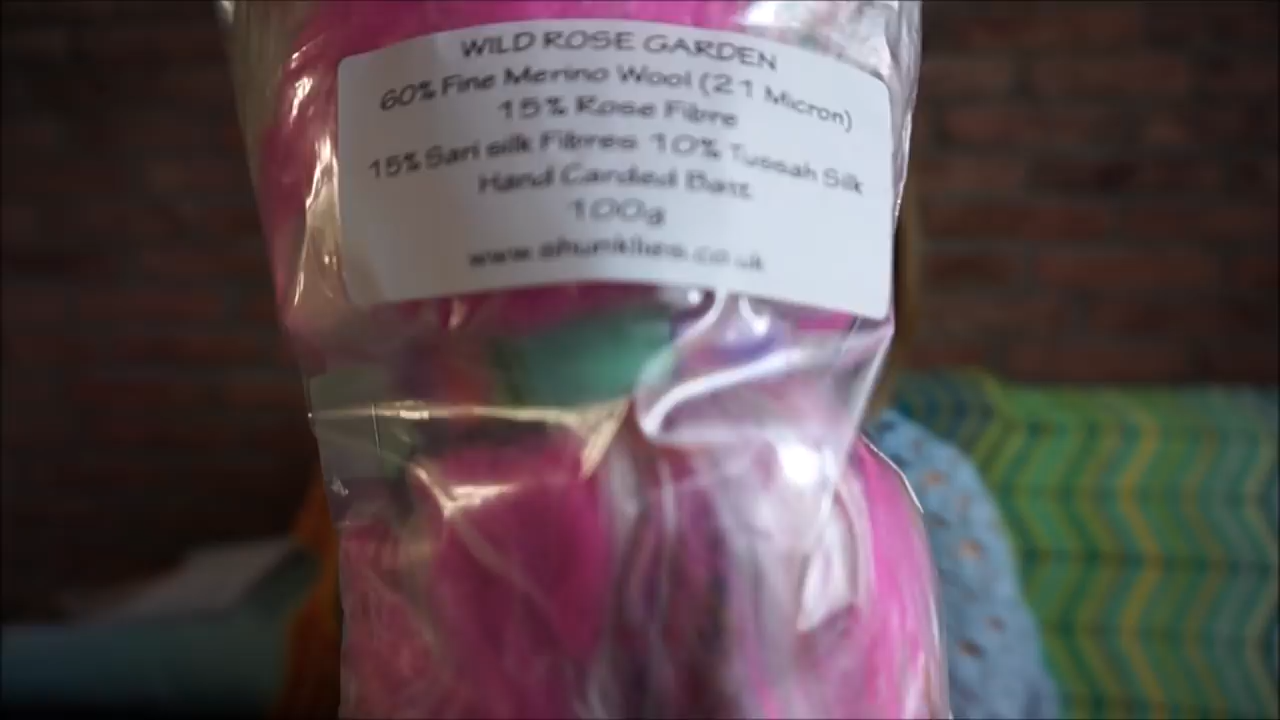 WILD ROSE GARDEN
60% Fine Merino Wool (21 Micron)
15% Rose Fibre
15% Sari silk Fibres 10% Tussah Silk
Hand Carded Batt
100g